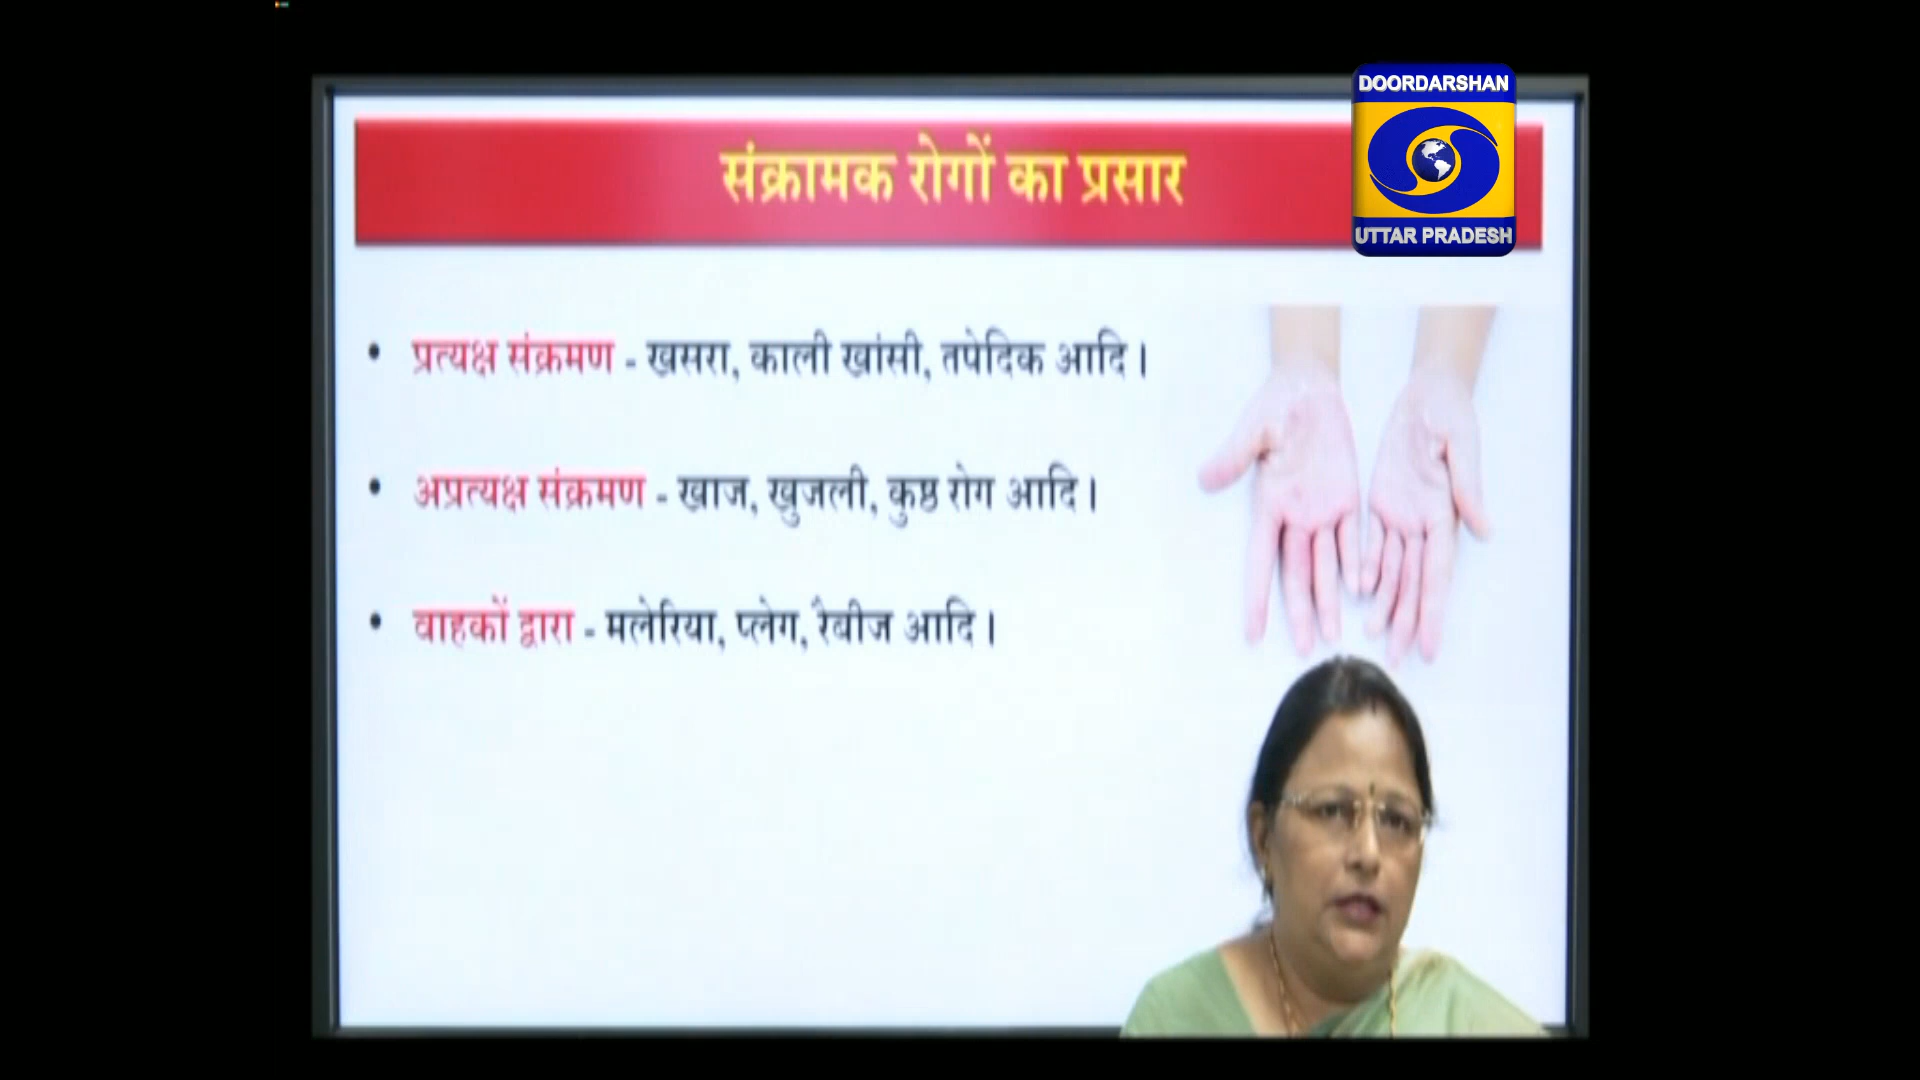 DOORDARSHAN
UTTAR PRADESH
संक्रामक रोगों का प्रसार
• प्रत्यक्ष संक्रमण - खसरा, काली खांसी, तपेदिक आदि।
• अप्रत्यक्ष संक्रमण - खाज, खुजली, कुष्ठ रोग आदि।
• वाहकों द्वारा - मलेरिया, प्लेग, रैबीज आदि।